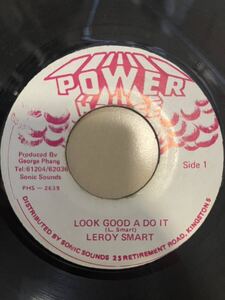 POWER
HOUSE
Produced By
George Phang
Tel: 61204/62036
Sonic Sounds
PHS - 2639
Side 1
LOOK GOOD A DO IT
(L. Smart)
LEROY SMART
DISTRIBUTED BY SONIC SOUNDS 25 RETIREMENT ROAD, KINGSTON 5